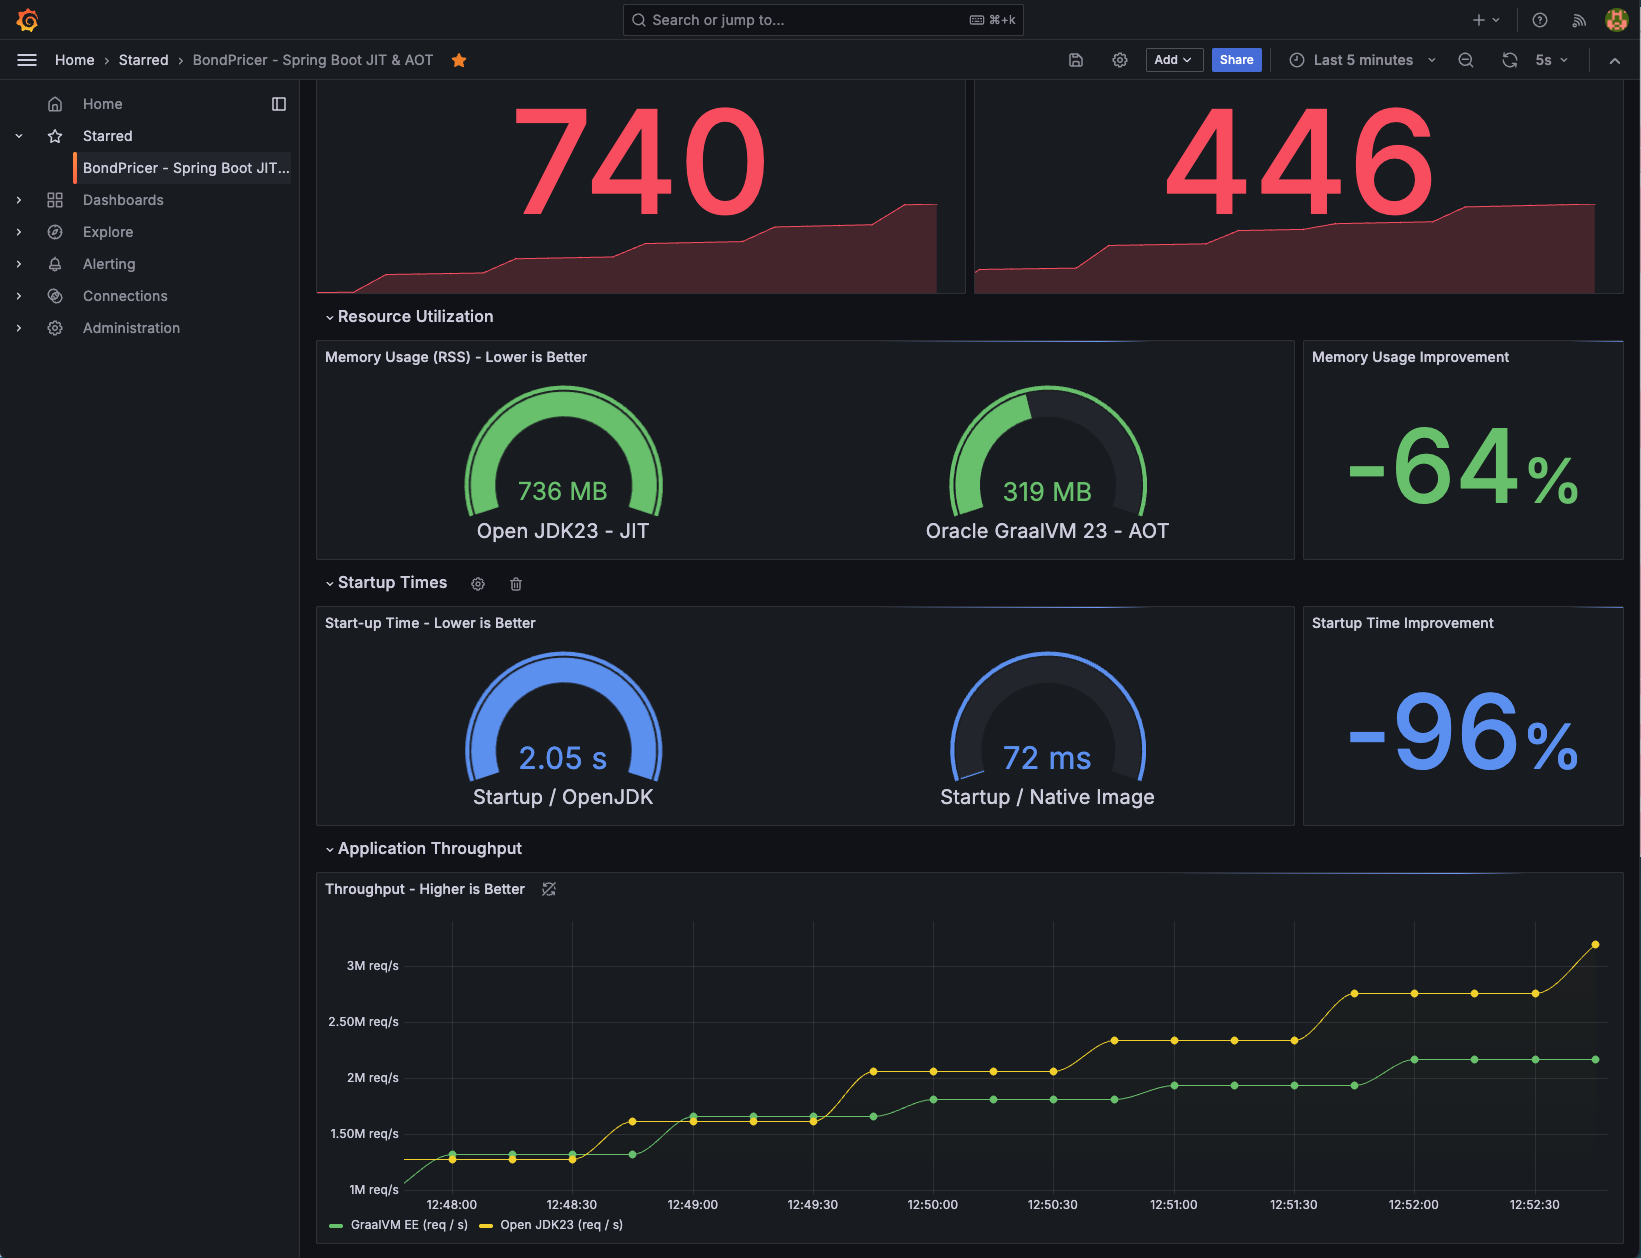 Search or jump to...
⌘+k
Home › Starred › BondPricer - Spring Boot JIT & AOT
Add
Share
Last 5 minutes
5s
Home
Starred
BondPricer - Spring Boot JIT...
Dashboards
Explore
Alerting
Connections
Administration
740
446
Resource Utilization
Memory Usage (RSS) - Lower is Better
736 MB
Open JDK23 - JIT
319 MB
Oracle GraalVM 23 - AOT
Memory Usage Improvement
-64%
Startup Times
Start-up Time - Lower is Better
2.05 s
Startup / OpenJDK
72 ms
Startup / Native Image
Startup Time Improvement
-96%
Application Throughput
Throughput - Higher is Better
3M req/s
2.50M req/s
2M req/s
1.50M req/s
1M req/s
12:48:00 12:48:30 12:49:00 12:49:30 12:50:00 12:50:30 12:51:00 12:51:30 12:52:00 12:52:30
GraalVM EE (req / s) Open JDK23 (req / s)